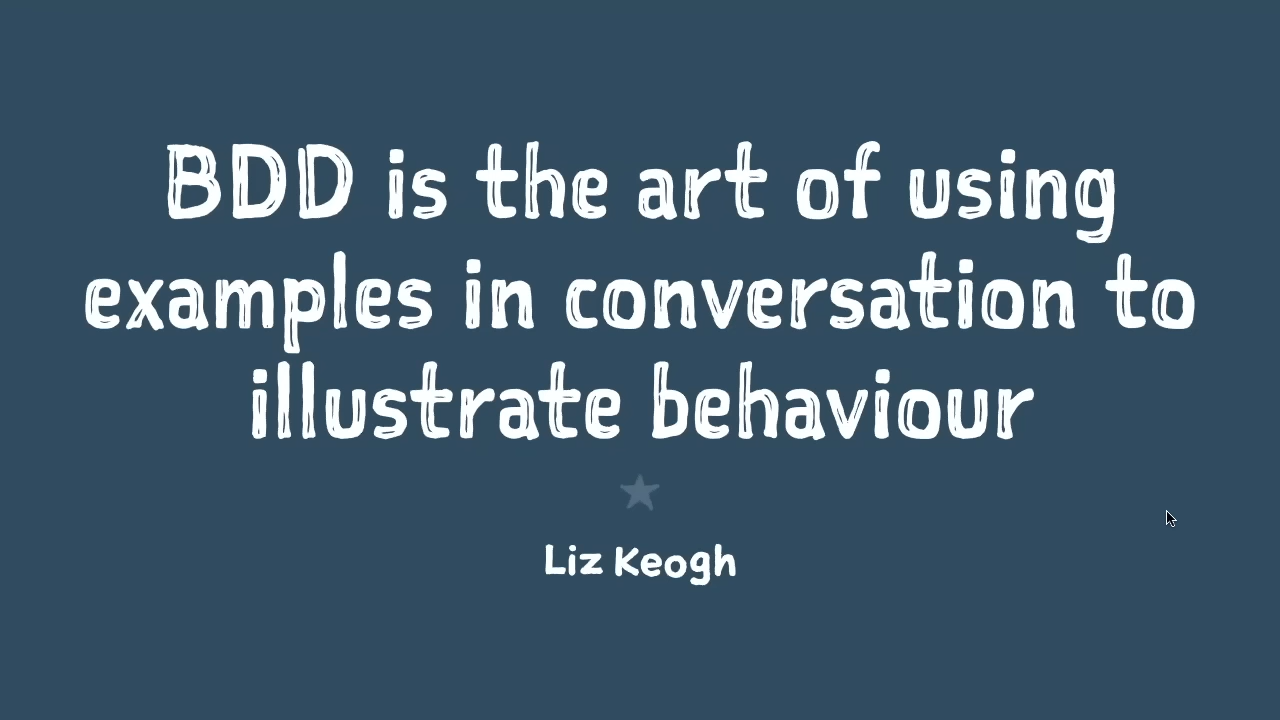 BDD is the art of using
examples in conversation to
illustrate behaviour
Liz Keogh